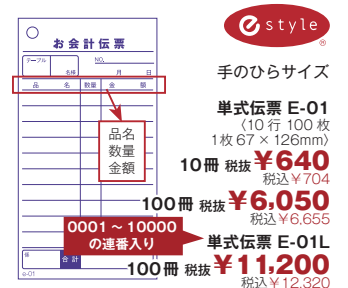 e style
®
お会計伝票
テーブル
NO.
名様 月 日
品 名 数量 金 額
品名
数量
金額
合計
e-01
手のひらサイズ
単式伝票 E-01
〈10行 100枚
1枚67×126mm〉
10冊 税抜¥640
税込¥704
100冊 税抜¥6,050
税込¥6,655
0001～10000
の連番入り
単式伝票 E-01L
100冊 税抜¥11,200
税込¥12,320